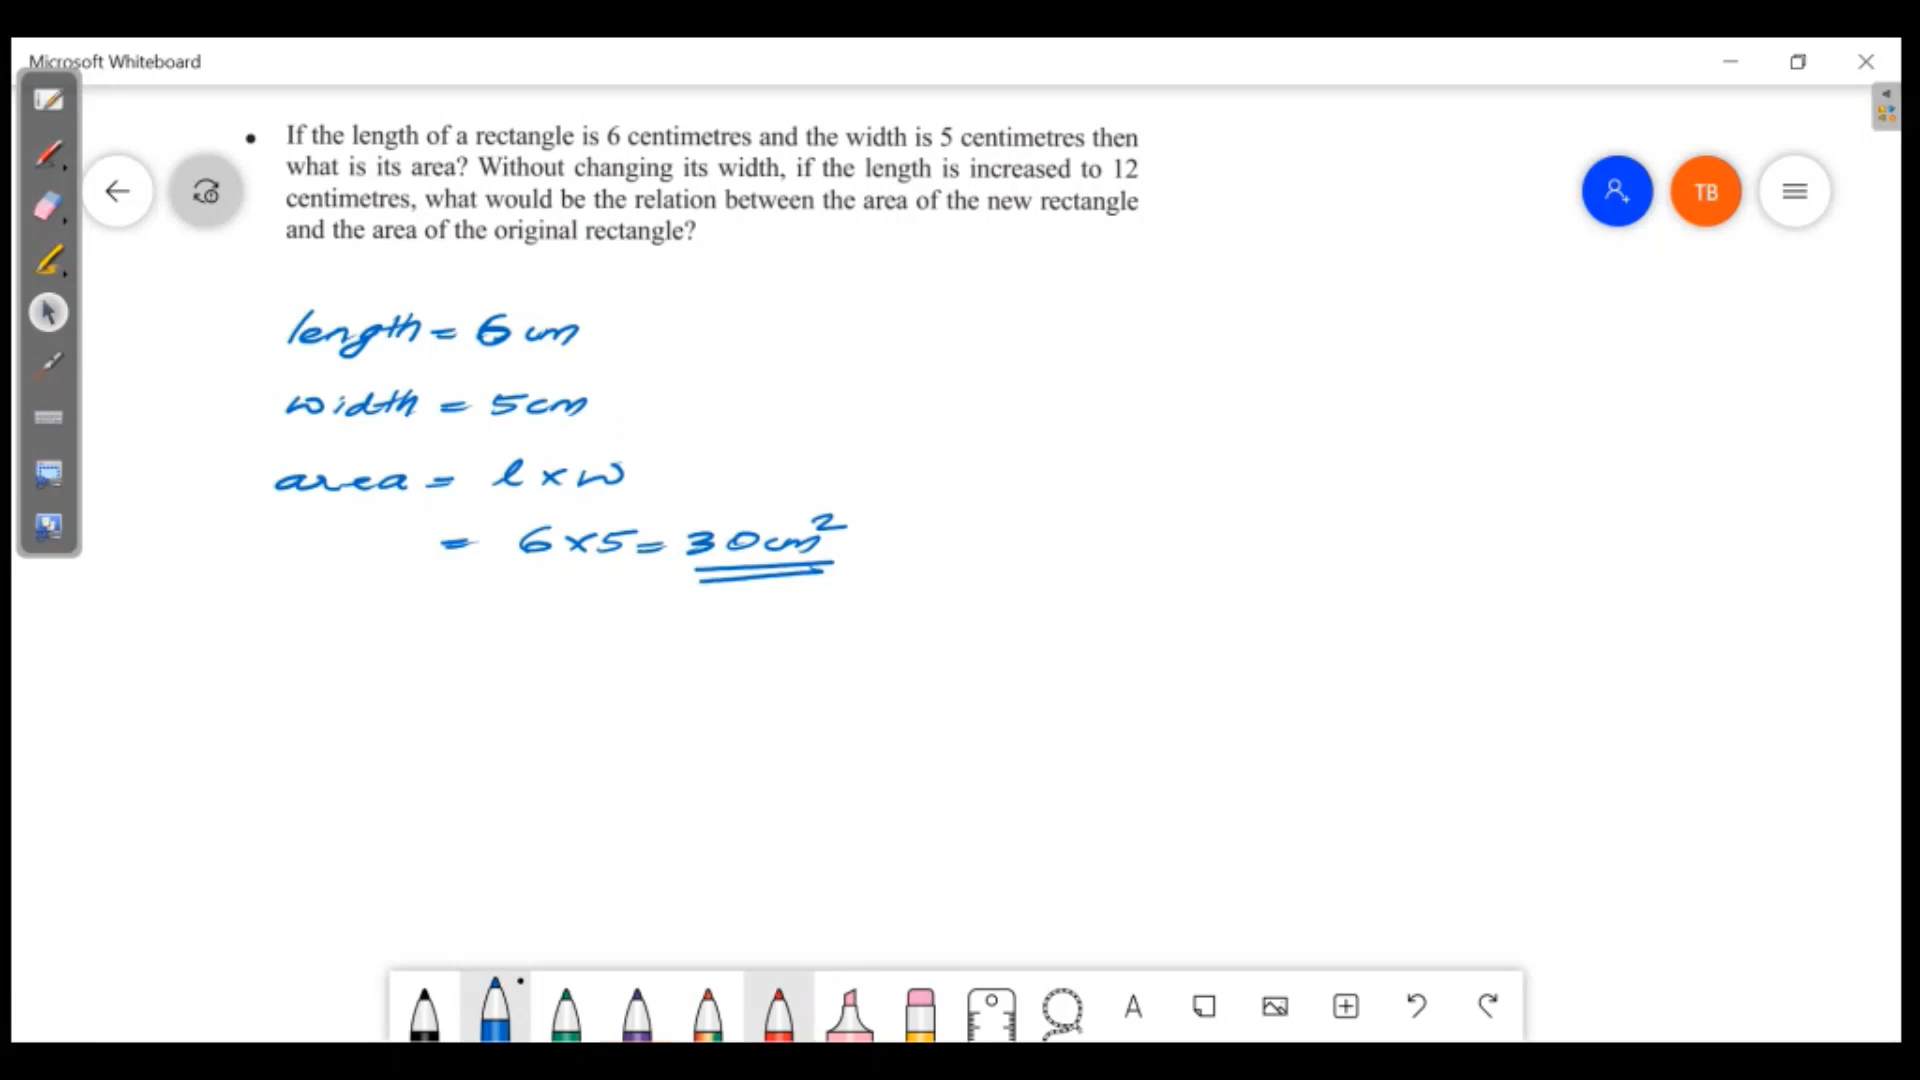 Microsoft Whiteboard
• If the length of a rectangle is 6 centimetres and the width is 5 centimetres then
what is its area? Without changing its width, if the length is increased to 12
centimetres, what would be the relation between the area of the new rectangle
and the area of the original rectangle?
TB
length = 6 cm
width = 5cm
area = l × w
= 6 × 5 = 30cm²
A